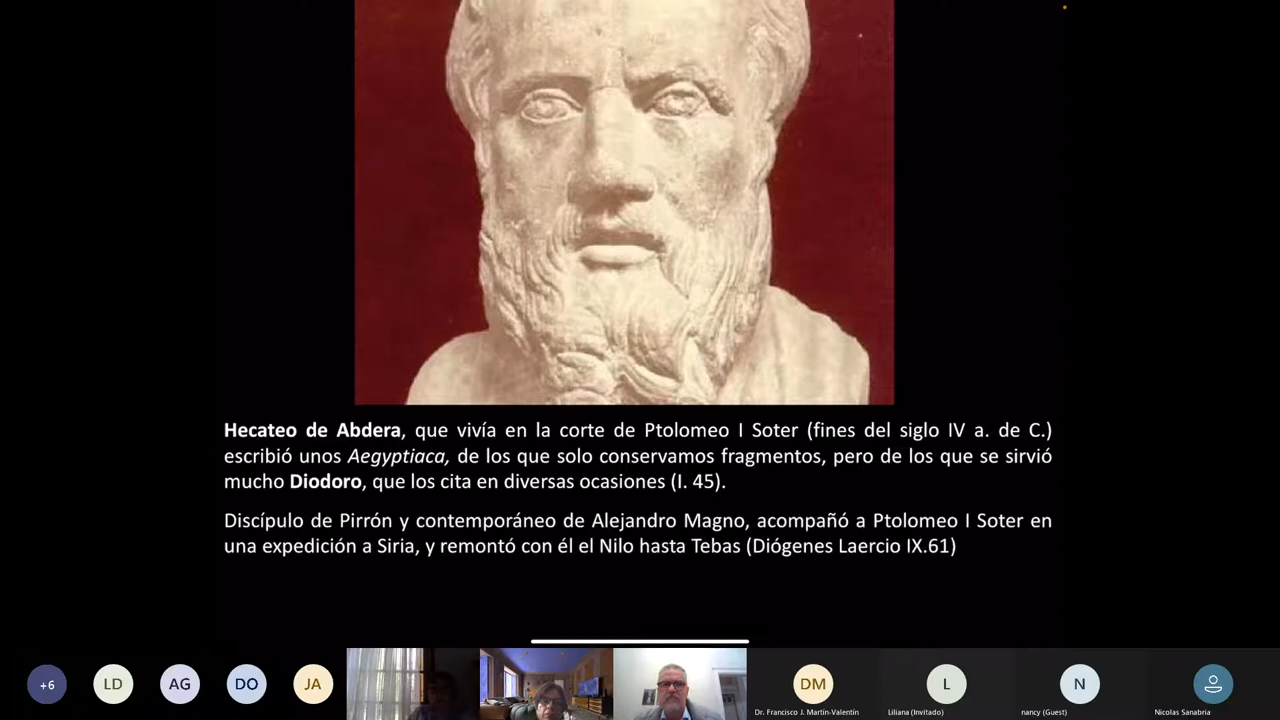 Hecateo de Abdera, que vivía en la corte de Ptolomeo I Soter (fines del siglo IV a. de C.)
escribió unos Aegyptiaca, de los que solo conservamos fragmentos, pero de los que se sirvió
mucho Diodoro, que los cita en diversas ocasiones (I. 45).
Discípulo de Pirrón y contemporáneo de Alejandro Magno, acompañó a Ptolomeo I Soter en
una expedición a Siria, y remontó con él el Nilo hasta Tebas (Diógenes Laercio IX.61)
+6 LD AG DO JA DM L N
Dr. Francisco J. Martín-Valentín Liliana (Invitado) nancy (Guest) Nicolas Sanabria